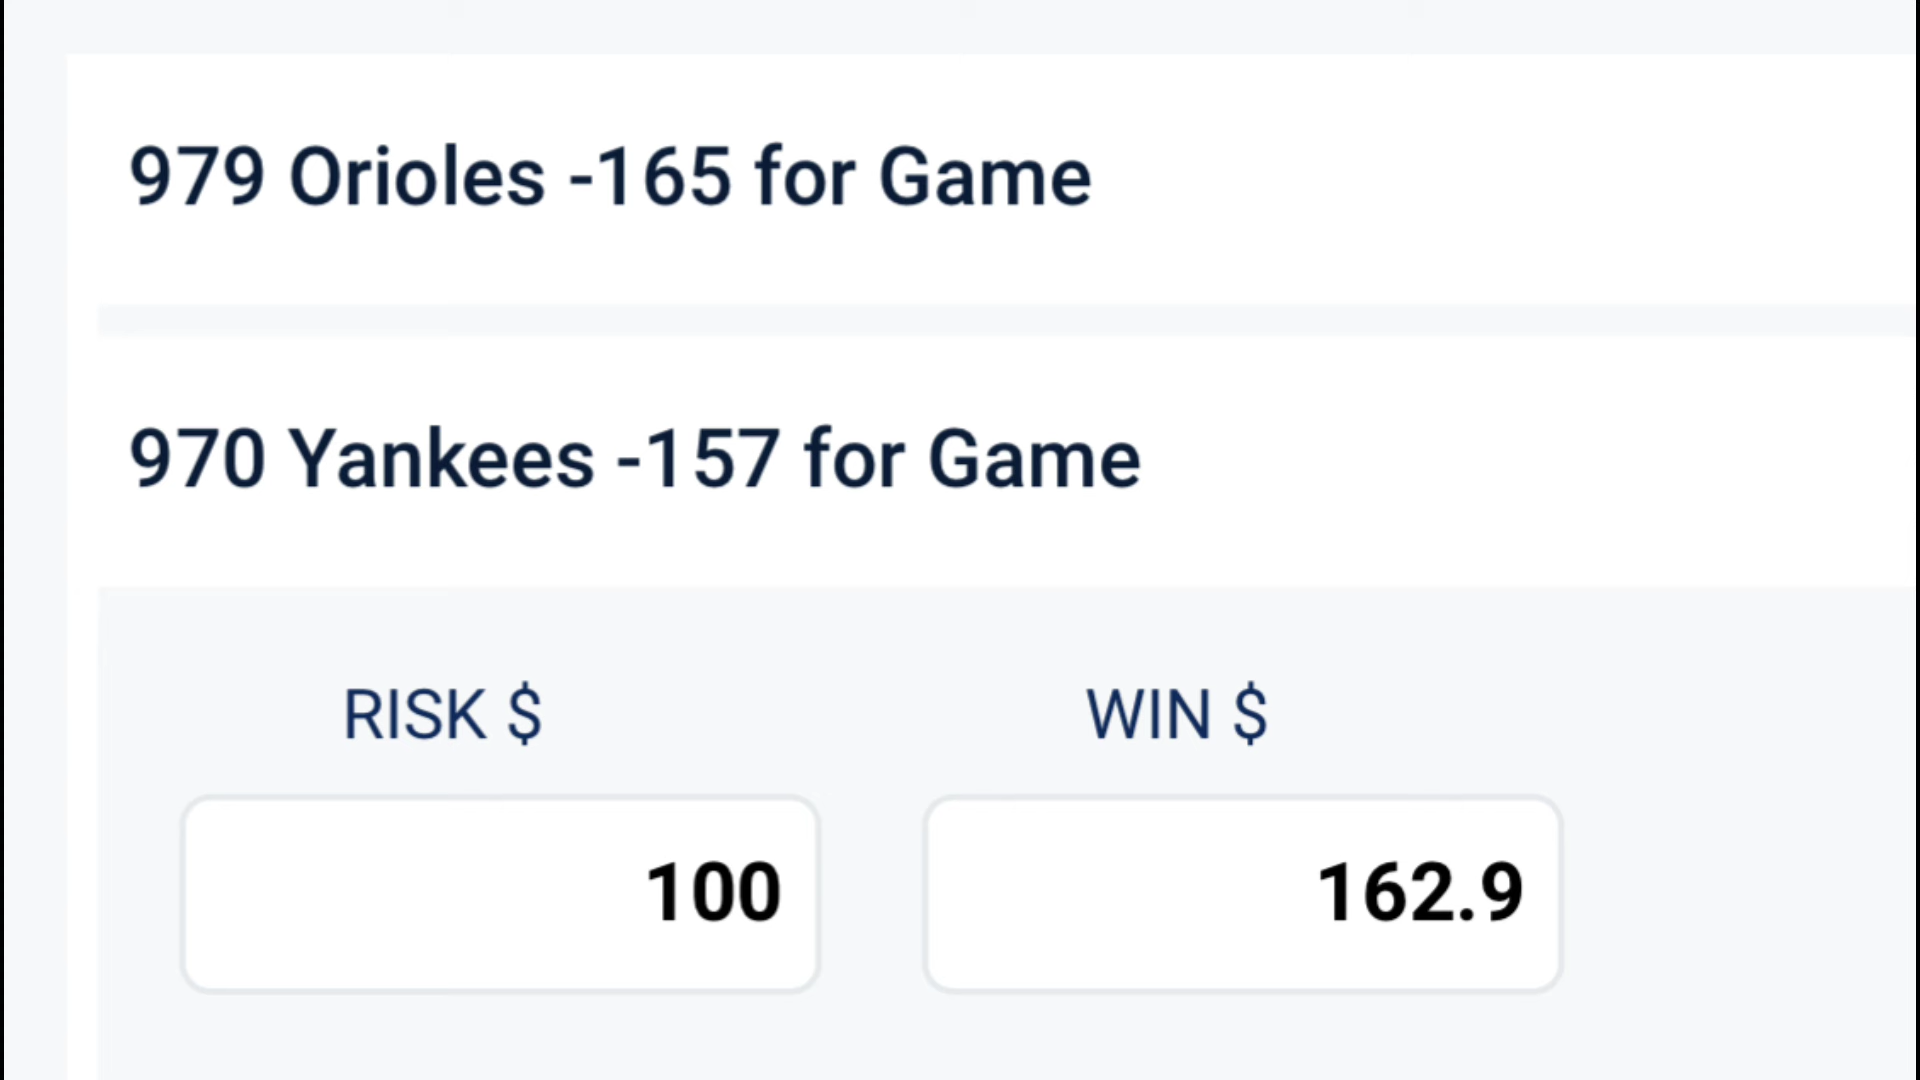 979 Orioles -165 for Game
970 Yankees -157 for Game
RISK $ WIN $
100 162.9